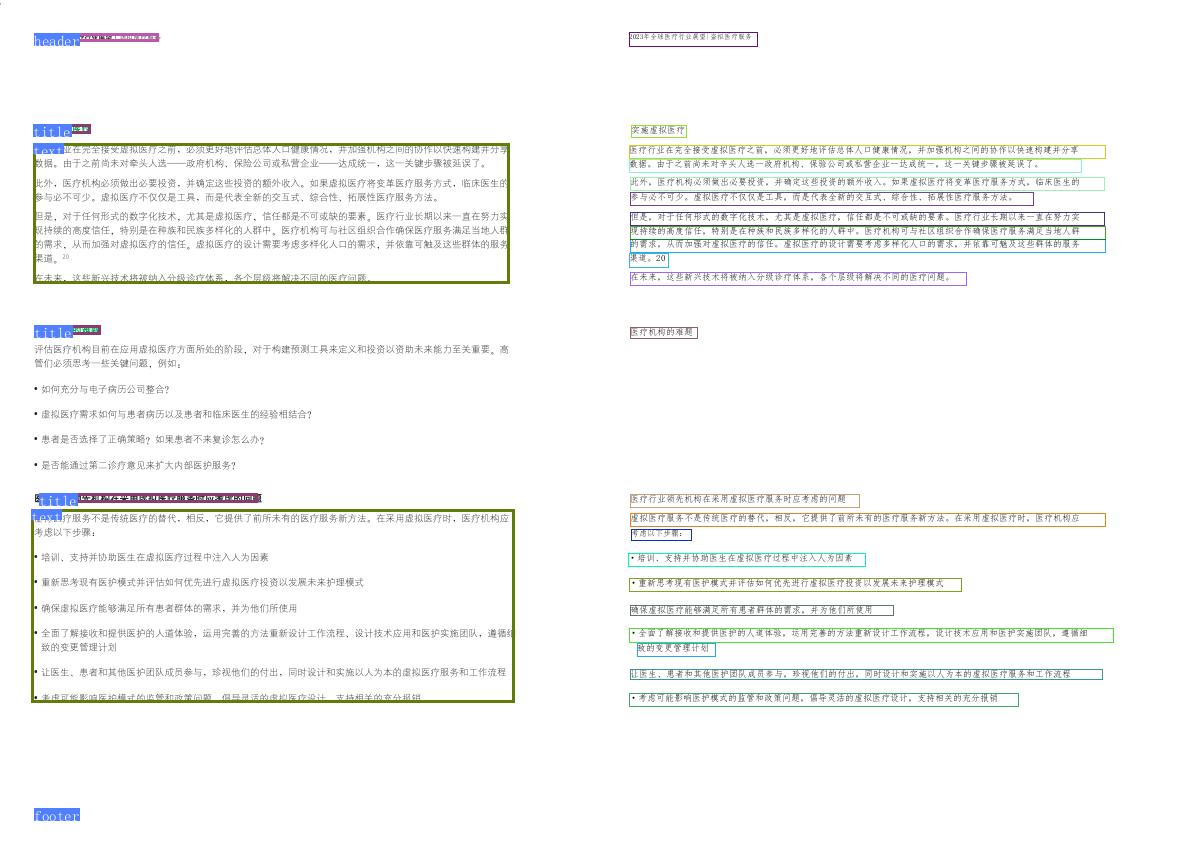 header
title
text
业在完全接受虚拟医疗之前，必须更好地评估总体人口健康情况，并加强机构之间的协作以快速构建并分享
数据。由于之前尚未对牵头人选——政府机构、保险公司或私营企业——达成统一，这一关键步骤被延误了。
此外，医疗机构必须做出必要投资，并确定这些投资的额外收入。如果虚拟医疗将变革医疗服务方式，临床医生的
参与必不可少。虚拟医疗不仅仅是工具，而是代表全新的交互式、综合性、拓展性医疗服务方法。
但是，对于任何形式的数字化技术，尤其是虚拟医疗，信任都是不可或缺的要素。医疗行业长期以来一直在努力实
现持续的高度信任，特别是在种族和民族多样化的人群中。医疗机构可与社区组织合作确保医疗服务满足当地人群
的需求，从而加强对虚拟医疗的信任。虚拟医疗的设计需要考虑多样化人口的需求，并依靠可触及这些群体的服务
渠道。20
在未来，这些新兴技术将被纳入分级诊疗体系，各个层级将解决不同的医疗问题。
title
评估医疗机构目前在应用虚拟医疗方面所处的阶段，对于构建预测工具来定义和投资以资助未来能力至关重要。高
管们必须思考一些关键问题，例如：
• 如何充分与电子病历公司整合？
• 虚拟医疗需求如何与患者病历以及患者和临床医生的经验相结合？
• 患者是否选择了正确策略？如果患者不来复诊怎么办？
• 是否能通过第二诊疗意见来扩大内部医护服务？
title
text
疗服务不是传统医疗的替代，相反，它提供了前所未有的医疗服务新方法。在采用虚拟医疗时，医疗机构应
考虑以下步骤：
• 培训、支持并协助医生在虚拟医疗过程中注入人为因素
• 重新思考现有医护模式并评估如何优先进行虚拟医疗投资以发展未来护理模式
• 确保虚拟医疗能够满足所有患者群体的需求，并为他们所使用
• 全面了解接收和提供医护的人道体验，运用完善的方法重新设计工作流程、设计技术应用和医护实施团队，遵循细
致的变更管理计划
• 让医生、患者和其他医护团队成员参与，珍视他们的付出，同时设计和实施以人为本的虚拟医疗服务和工作流程
• 考虑可能影响医护模式的监管和政策问题，倡导灵活的虚拟医疗设计，支持相关的充分报销
footer
2023年全球医疗行业展望|虚拟医疗服务
实施虚拟医疗
医疗行业在完全接受虚拟医疗之前，必须更好地评估总体人口健康情况，并加强机构之间的协作以快速构建并分享
数据。由于之前尚未对辛头人选一政府机构、保验公司或私营企业一达成统一，这一关键步骤被延误了。
此外，医疗机构必须做出必要投资，并确定这些投资的额外收入。如果虚拟医疗将变革医疗服务方式，临床医生的
参与必不可少。虚拟医疗不仅仅是工具，而是代表全新的交互式、综合性、拓展性医疗服务方法。
但是，对于任何形式的数字化技术，尤其是虚拟医疗，信任都是不可或缺的要素。医疗行业长期以来一直在努力实
现持续的高度信任，特别是在种族和民族多样化的人群中。医疗机构可与社区组织合作确保医疗服务满足当地人群
的需求，从而加强对虚拟医疗的信任。虚拟医疗的设计需要考虑多样化人口的需求，并依靠可触及这些群体的服务
渠道。20
在未来，这些新兴技术将被纳入分级诊疗体系，各个层级将解决不同的医疗问题。
医疗机构的难题
医疗行业领先机构在采用虚拟医疗服务时应考虑的问题
虚拟医疗服务不是传统医疗的替代，相反，它提供了前所未有的医疗服务新方法。在采用虚拟医疗时，医疗机构应
考虑以下步骤：
• 培训、支持并协助医生在虚拟医疗过程中注入人为因素
• 重新思考现有医护模式并评估如何优先进行虚拟医疗投资以发展未来护理模式
确保虚拟医疗能够满足所有患者群体的需求，并为他们所使用
• 全面了解接收和提供医护的人道体验，运用完善的方法重新设计工作流程，设计技术应用和医护实施团队，遵循细
致的变更管理计划
让医生、患者和其他医护团队成员参与，珍视他们的付出，同时设计和实施以人为本的虚拟医疗服务和工作流程
• 考虑可能影响医护模式的监管和政策问题，倡导灵活的虚拟医疗设计，支持相关的充分报销